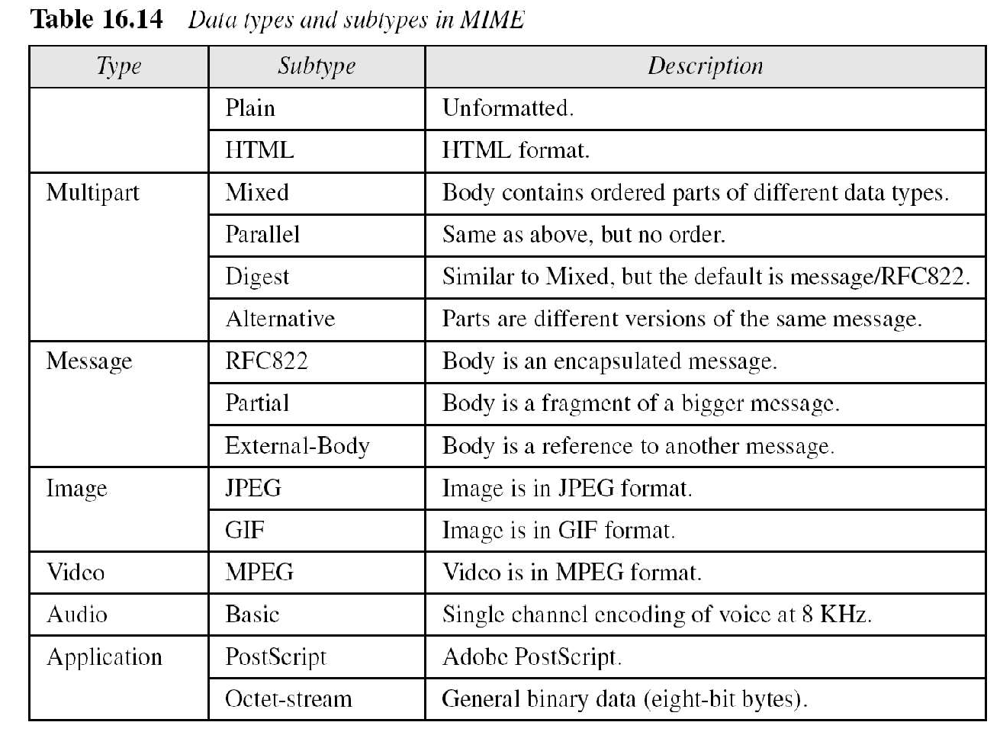 Table 16.14 Data types and subtypes in MIME
Type Subtype Description
Plain Unformatted.
HTML HTML format.
Multipart Mixed Body contains ordered parts of different data types.
Parallel Same as above, but no order.
Digest Similar to Mixed, but the default is message/RFC822.
Alternative Parts are different versions of the same message.
Message RFC822 Body is an encapsulated message.
Partial Body is a fragment of a bigger message.
External-Body Body is a reference to another message.
Image JPEG Image is in JPEG format.
GIF Image is in GIF format.
Video MPEG Video is in MPEG format.
Audio Basic Single channel encoding of voice at 8 KHz.
Application PostScript Adobe PostScript.
Octet-stream General binary data (eight-bit bytes).